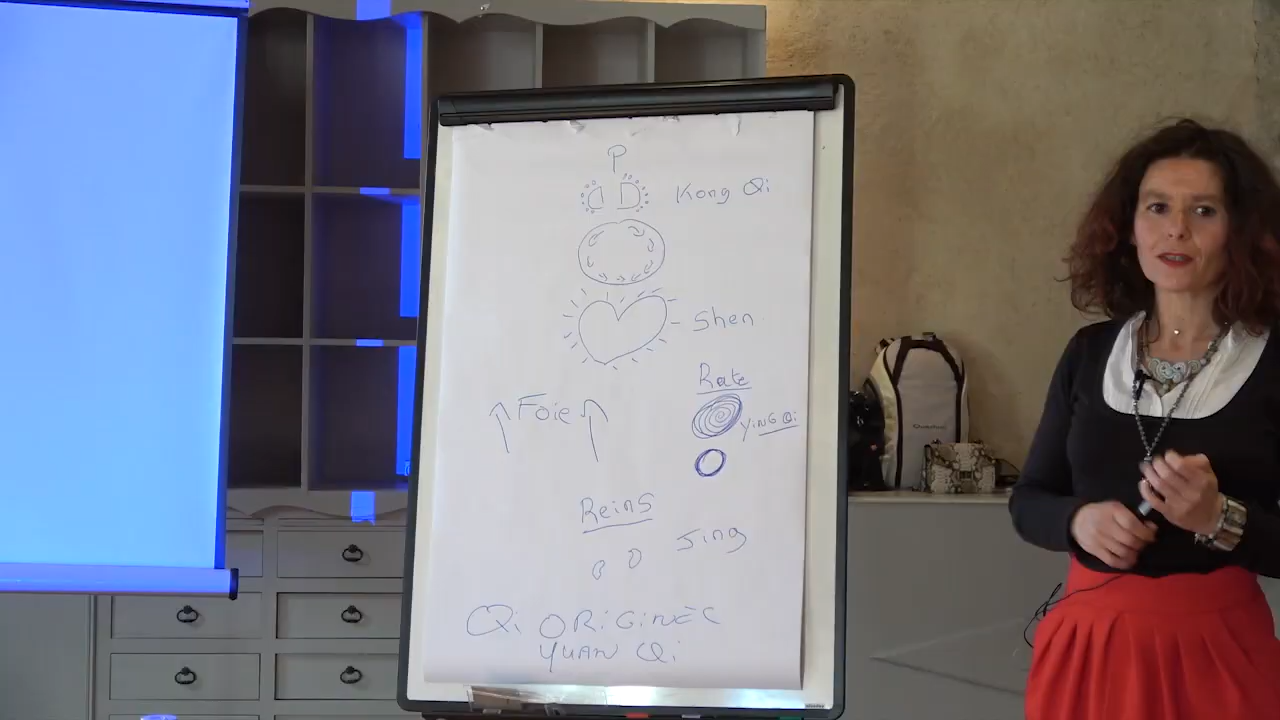 P
Kong Qi
Shen
Rate
Foie
YiNG Qi
Reins
Jing
Qi ORiGiNEL
YUAN Qi